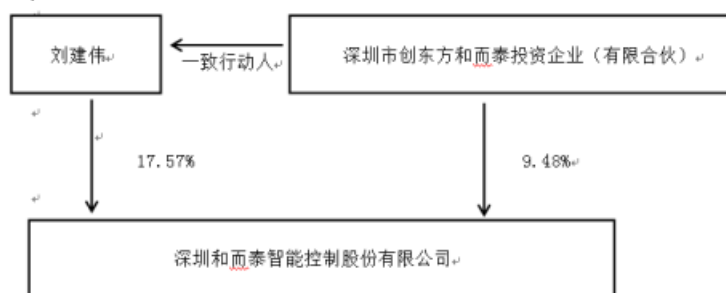 刘建伟
一致行动人
深圳市创东方和而泰投资企业（有限合伙）
17.57%
9.48%
深圳和而泰智能控制股份有限公司